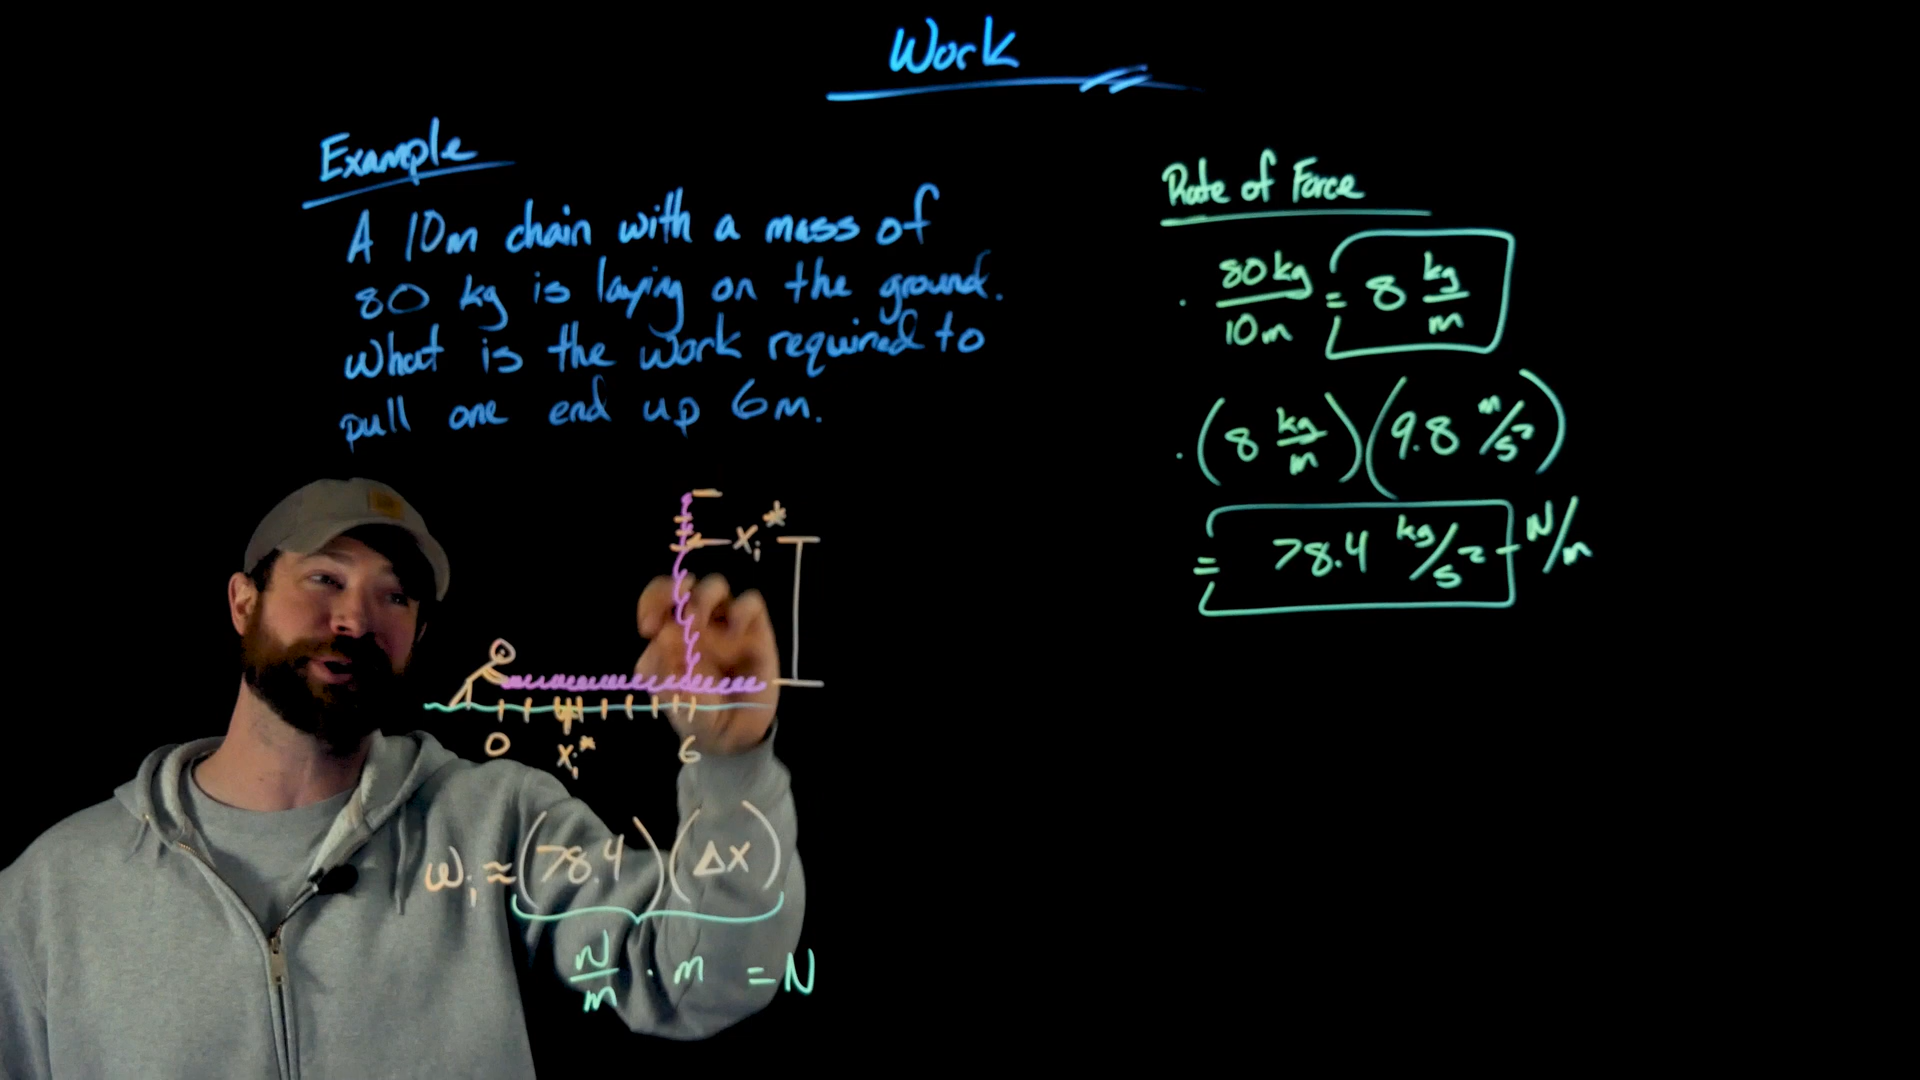 Work
Example
A 10m chain with a mass of
80 kg is laying on the ground.
What is the work required to
pull one end up 6m.
Rate of Force
· 80kg/10m = 8 kg/m
· (8 kg/m)(9.8 m/s²)
= 78.4 kg/s² - N/m
xᵢ*
0 xᵢ* 6
Wᵢ ≈ (78.4)(Δx)
N/m · m = N